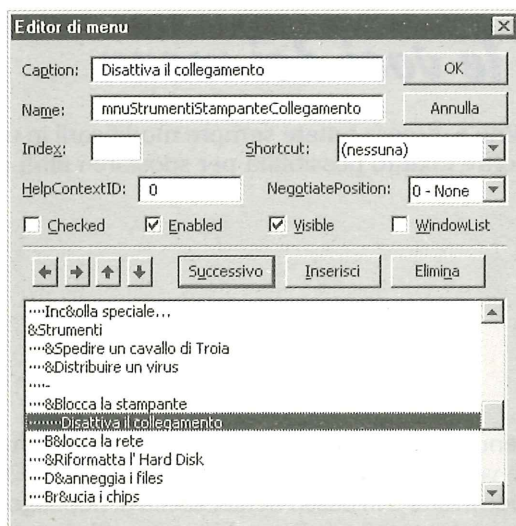 Editor di menu
Caption: Disattiva il collegamento OK
Name: mnuStrumentiStampanteCollegamento Annulla
Index: Shortcut: (nessuna)
HelpContextID: 0 NegotiatePosition: 0 - None
Checked Enabled Visible WindowList
Successivo Inserisci Elimina
····Inc&olla speciale...
&Strumenti
····&Spedire un cavallo di Troia
····&Distribuire un virus
····-
····&Blocca la stampante
········Disattiva il collegamento
····B&locca la rete
····&Riformatta l' Hard Disk
····D&anneggia i files
····Br&ucia i chips